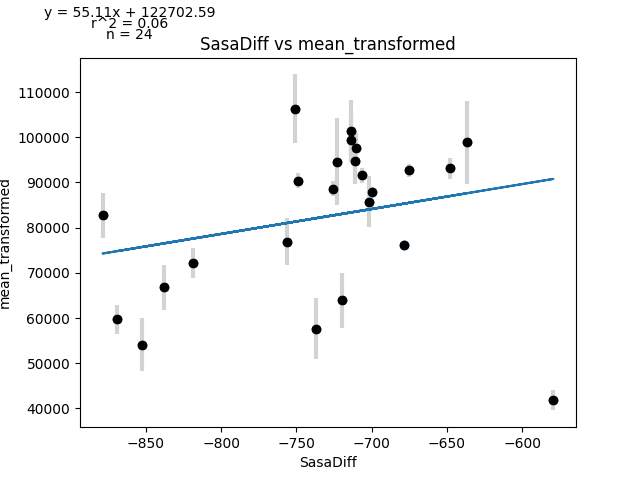 y = 55.11x + 122702.59
r^2 = 0.06
n = 24
SasaDiff vs mean_transformed
110000
100000
90000
80000
70000
60000
50000
40000
mean_transformed
−850
−800
−750
−700
−650
−600
SasaDiff